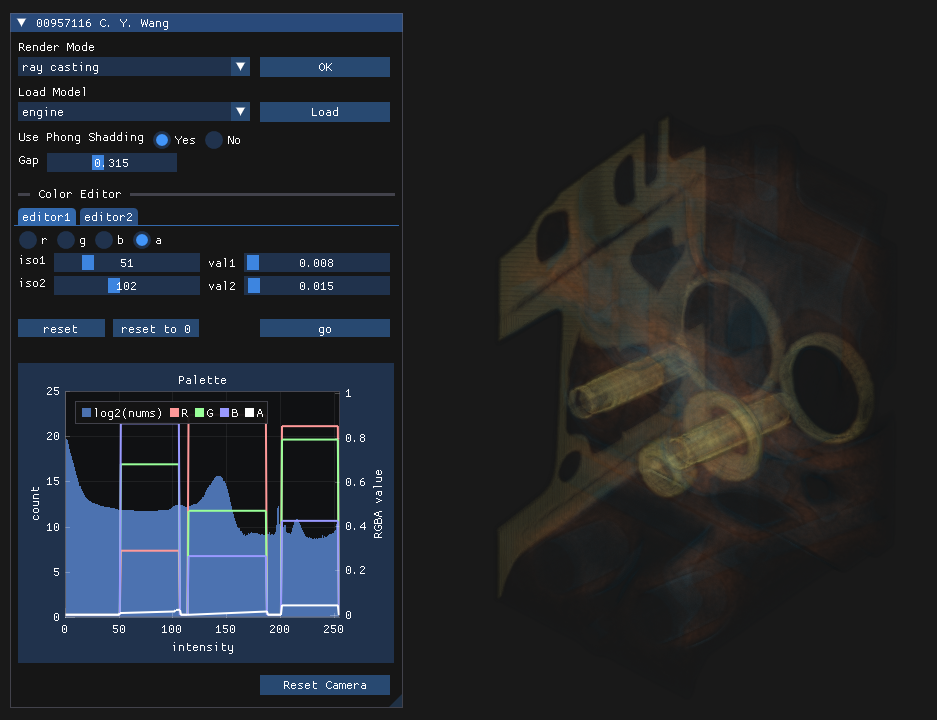 00957116 C. Y. Wang
Render Mode
ray casting
OK
Load Model
engine
Load
Use Phong Shadding Yes No
Gap 0.315
Color Editor
editor1 editor2
r g b a
iso1 51 val1 0.008
iso2 102 val2 0.015
reset reset to 0 go
Palette
log2(nums) R G B A
25
20
15
10
5
0
count
1
0.8
0.6
0.4
0.2
0
RGBA value
0 50 100 150 200 250
intensity
Reset Camera